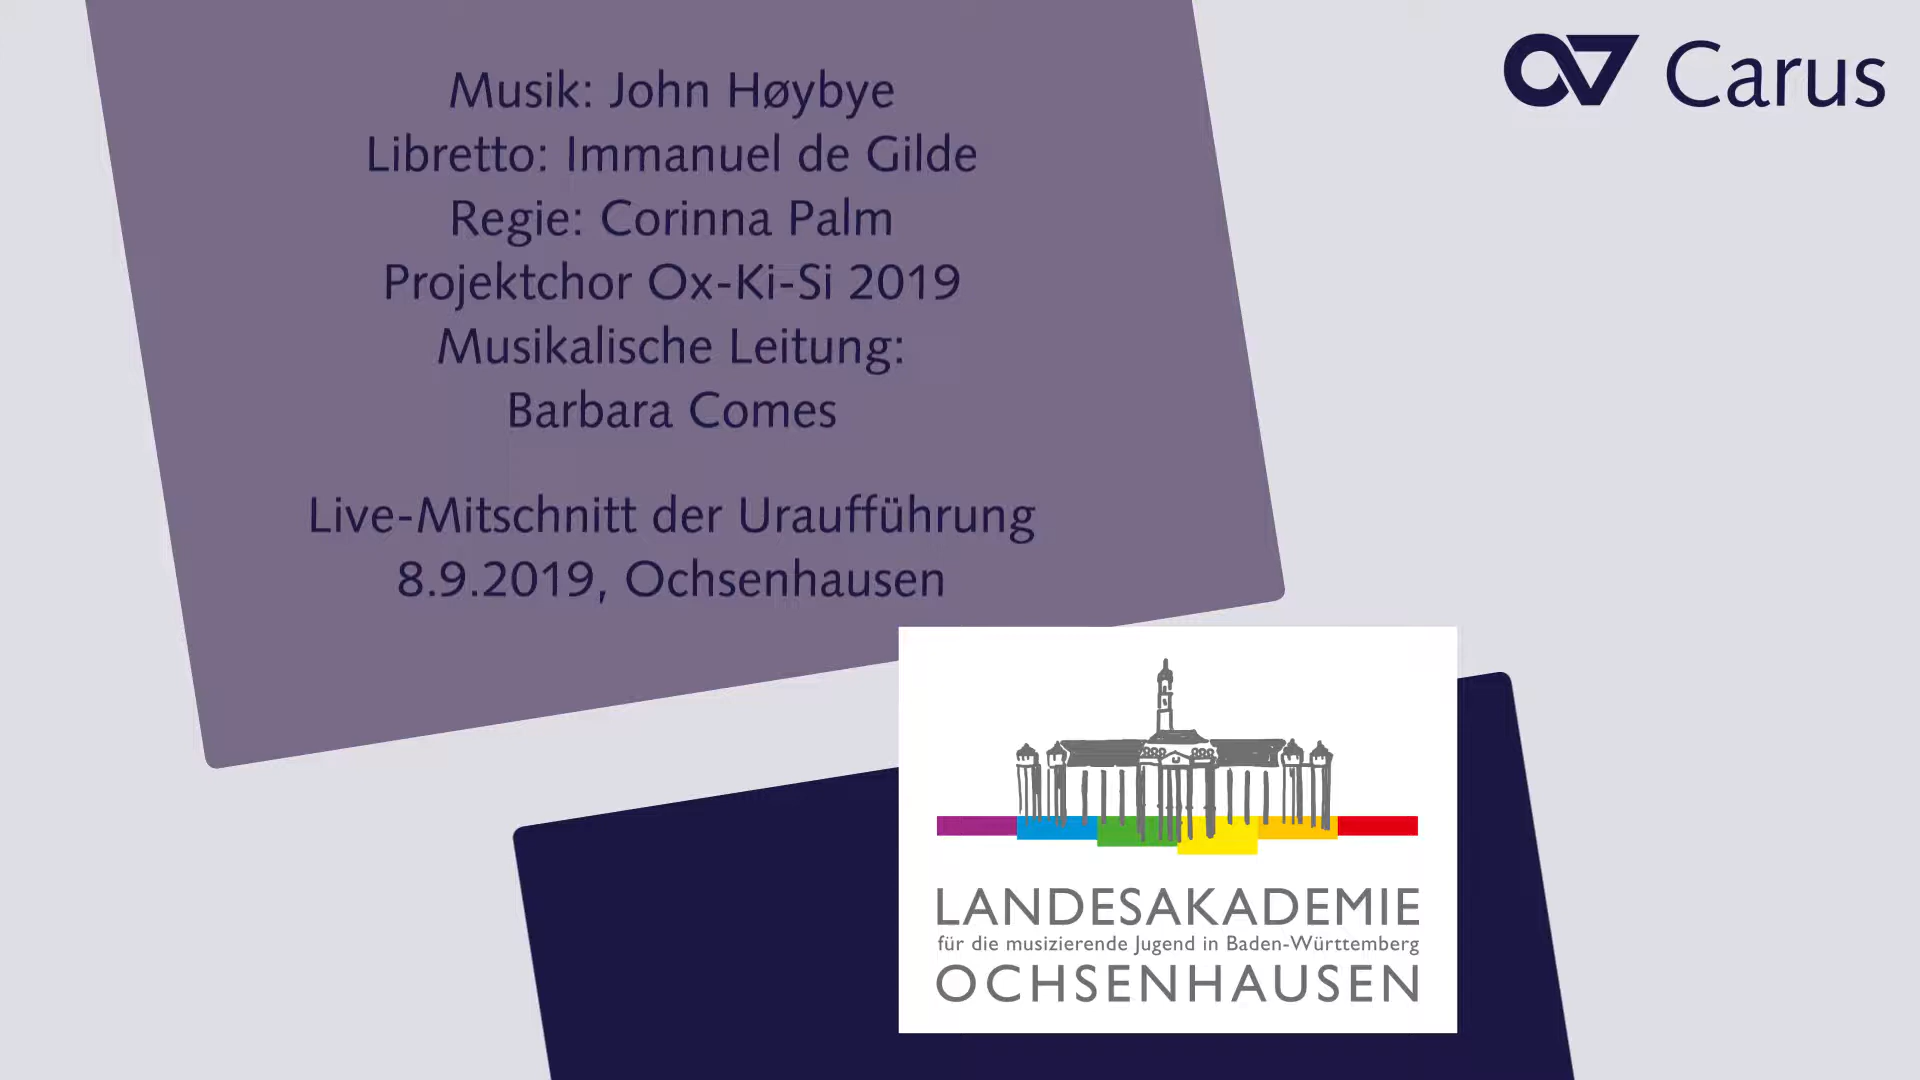 Musik: John Høybye
Libretto: Immanuel de Gilde
Regie: Corinna Palm
Projektchor Ox-Ki-Si 2019
Musikalische Leitung:
Barbara Comes
Live-Mitschnitt der Uraufführung
8.9.2019, Ochsenhausen
Carus
LANDESAKADEMIE
für die musizierende Jugend in Baden-Württemberg
OCHSENHAUSEN